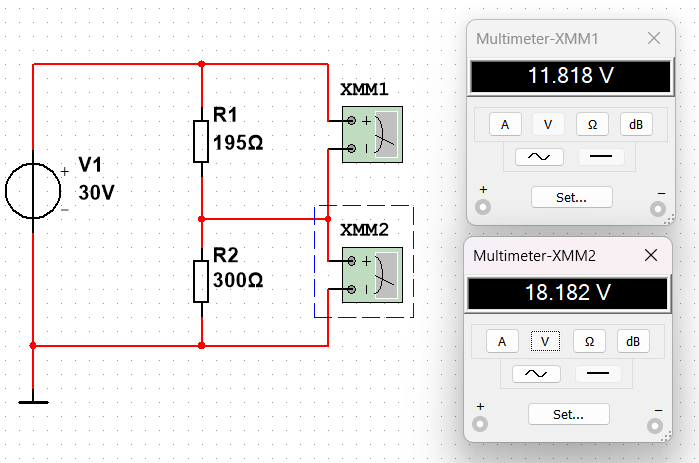 XMM1
R1
195Ω
V1
30V
+
−
+
R2
300Ω
XMM2
+
Multimeter-XMM1
11.818 V
A V Ω dB
Set...
+ −
Multimeter-XMM2
18.182 V
A V Ω dB
Set...
+ −